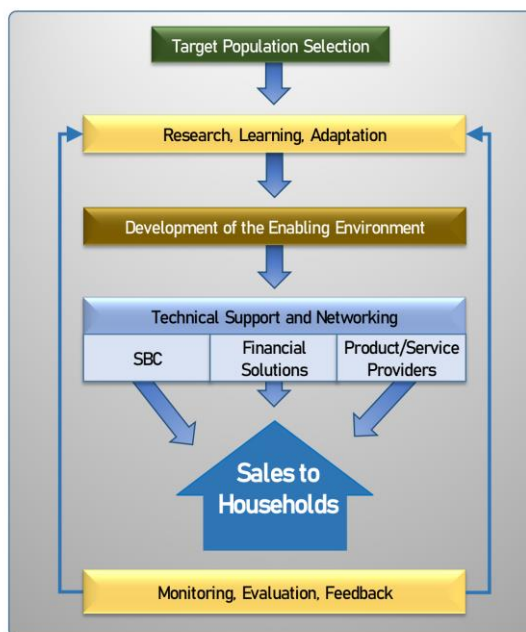 Target Population Selection
Research, Learning, Adaptation
Development of the Enabling Environment
Technical Support and Networking
SBC
Financial
Solutions
Product/Service
Providers
Sales to
Households
Monitoring, Evaluation, Feedback